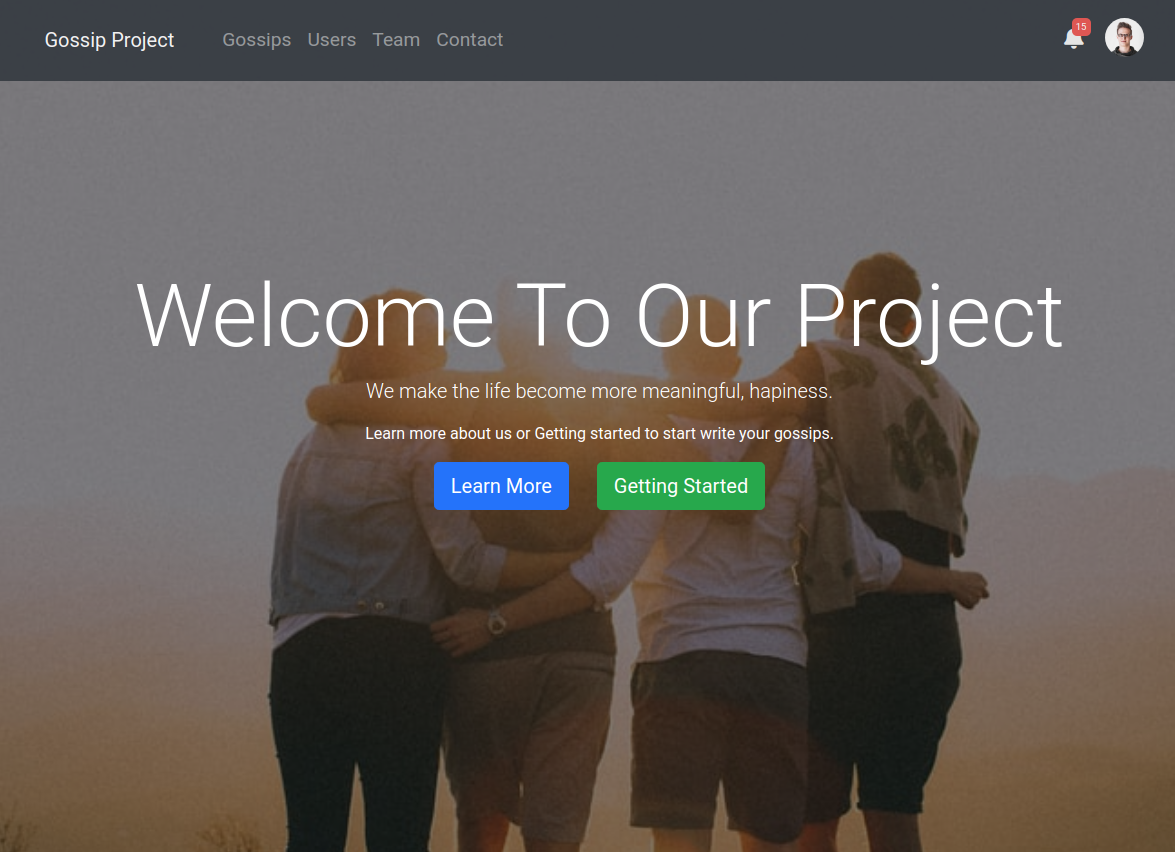 Gossip Project Gossips Users Team Contact 15
Welcome To Our Project
We make the life become more meaningful, hapiness.
Learn more about us or Getting started to start write your gossips.
Learn More Getting Started